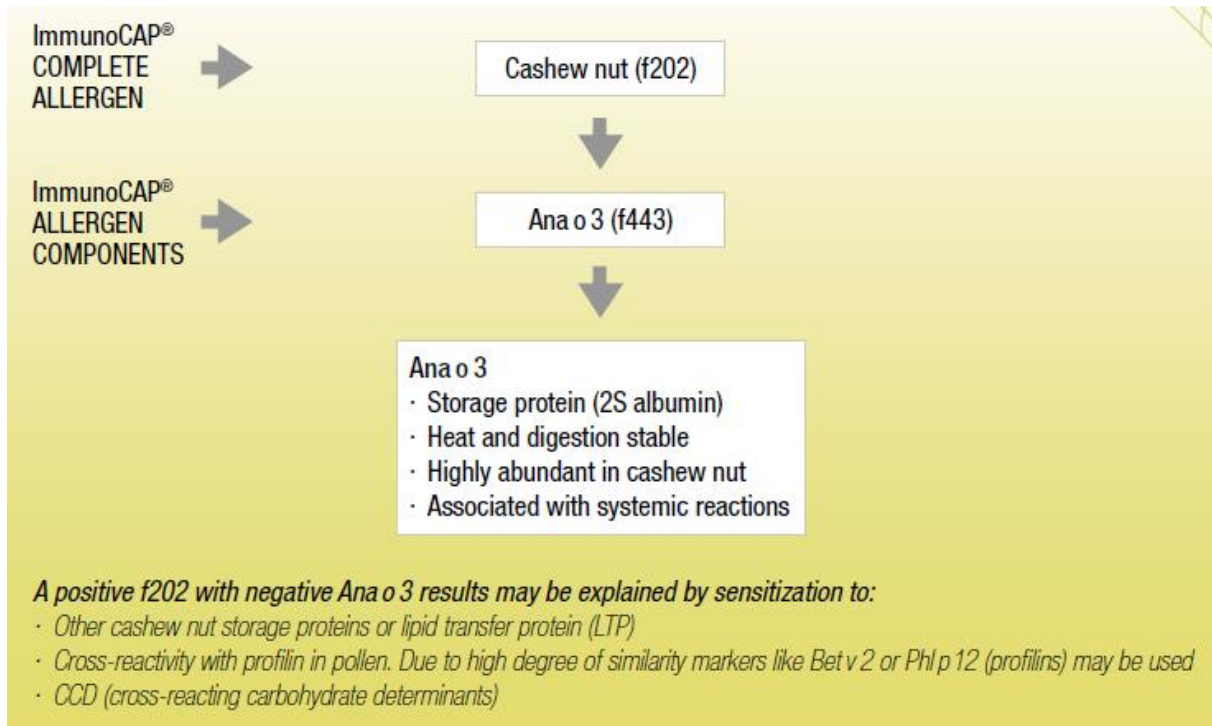 ImmunoCAP®
COMPLETE
ALLERGEN
Cashew nut (f202)
ImmunoCAP®
ALLERGEN
COMPONENTS
Ana o 3 (f443)
Ana o 3
· Storage protein (2S albumin)
· Heat and digestion stable
· Highly abundant in cashew nut
· Associated with systemic reactions
A positive f202 with negative Ana o 3 results may be explained by sensitization to:
· Other cashew nut storage proteins or lipid transfer protein (LTP)
· Cross-reactivity with profilin in pollen. Due to high degree of similarity markers like Bet v 2 or Phl p 12 (profilins) may be used
· CCD (cross-reacting carbohydrate determinants)